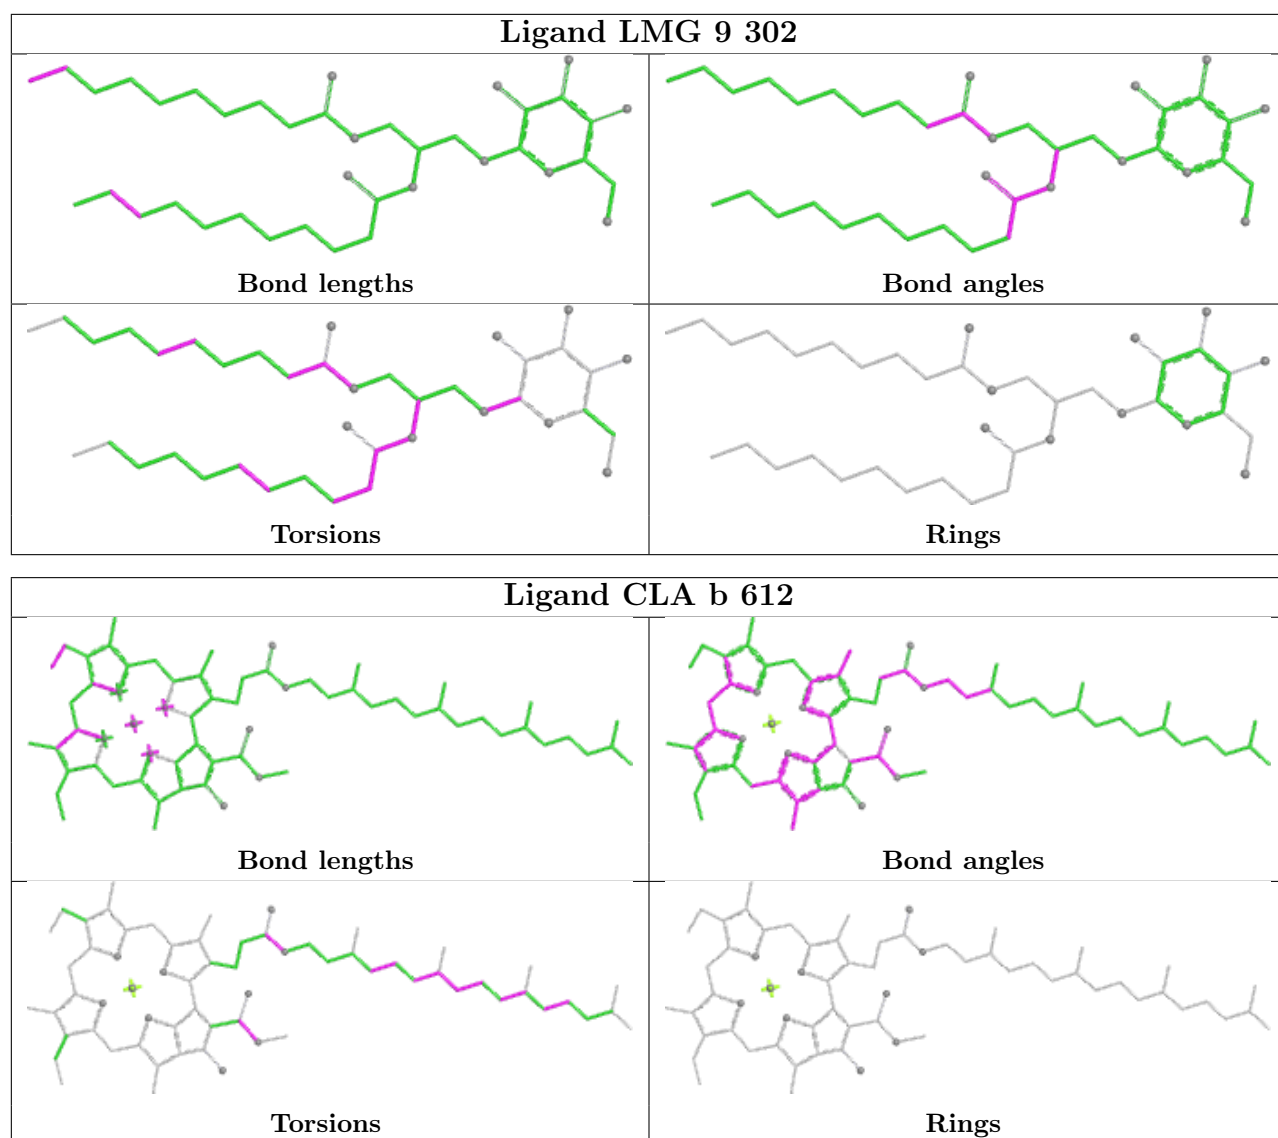 Ligand LMG 9 302
Bond lengths
Bond angles
Torsions
Rings
Ligand CLA b 612
Bond lengths
Bond angles
Torsions
Rings